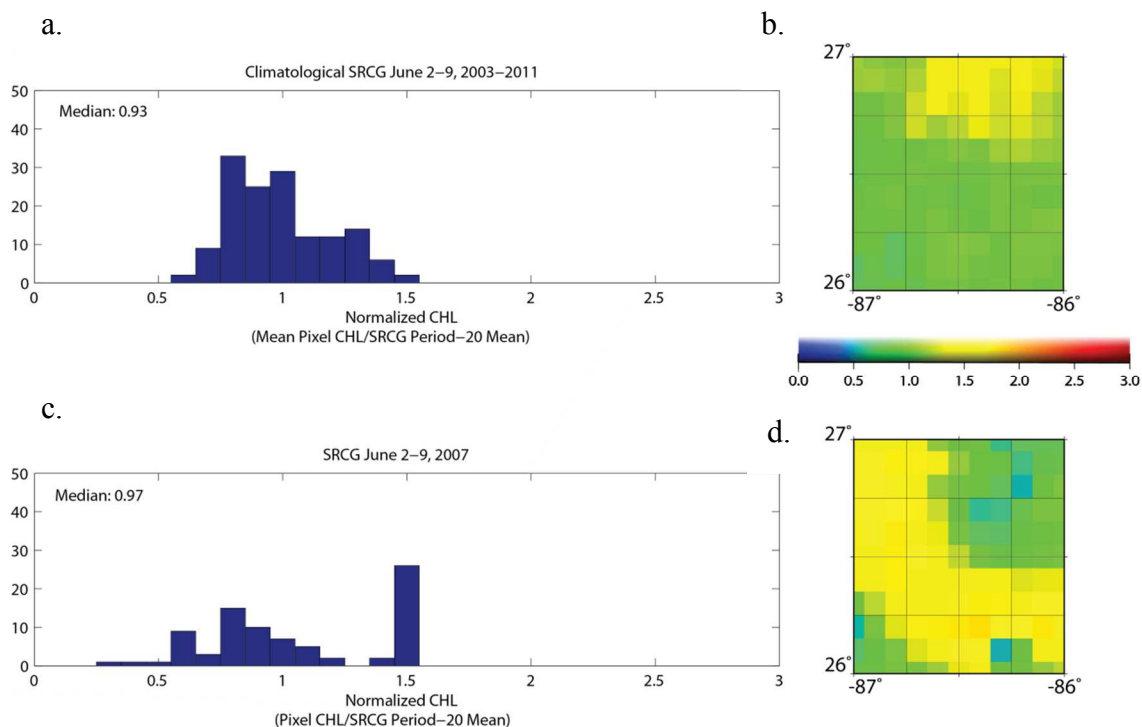 a.
Climatological SRCG June 2–9, 2003–2011
Median: 0.93
50
40
30
20
10
0
0 0.5 1 1.5 2 2.5 3
Normalized CHL
(Mean Pixel CHL/SRCG Period–20 Mean)
b.
27°
26°
-87° -86°
0.0 0.5 1.0 1.5 2.0 2.5 3.0
c.
SRCG June 2–9, 2007
Median: 0.97
50
40
30
20
10
0
0 0.5 1 1.5 2 2.5 3
Normalized CHL
(Pixel CHL/SRCG Period–20 Mean)
d.
27°
26°
-87° -86°